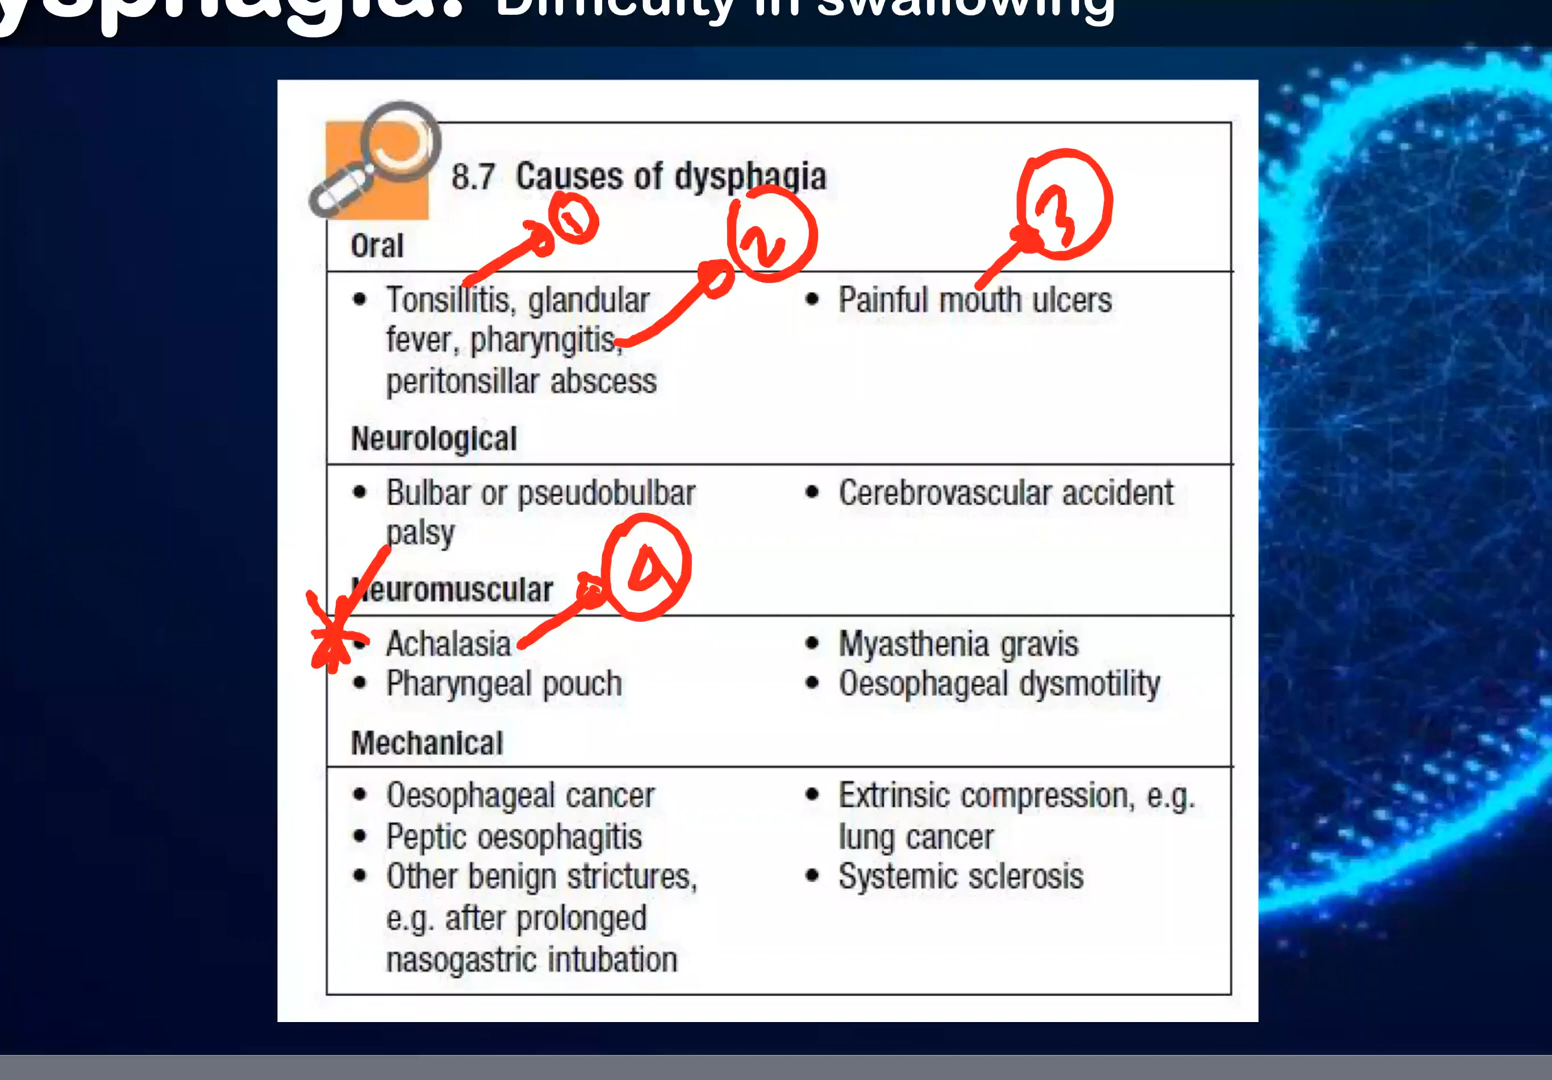 ysphagia: Difficulty in swallowing
8.7 Causes of dysphagia
1
2
3
Oral
• Tonsillitis, glandular
fever, pharyngitis,
peritonsillar abscess
• Painful mouth ulcers
Neurological
• Bulbar or pseudobulbar
palsy
• Cerebrovascular accident
Neuromuscular
• Achalasia
• Pharyngeal pouch
• Myasthenia gravis
• Oesophageal dysmotility
Mechanical
• Oesophageal cancer
• Peptic oesophagitis
• Other benign strictures,
e.g. after prolonged
nasogastric intubation
• Extrinsic compression, e.g.
lung cancer
• Systemic sclerosis